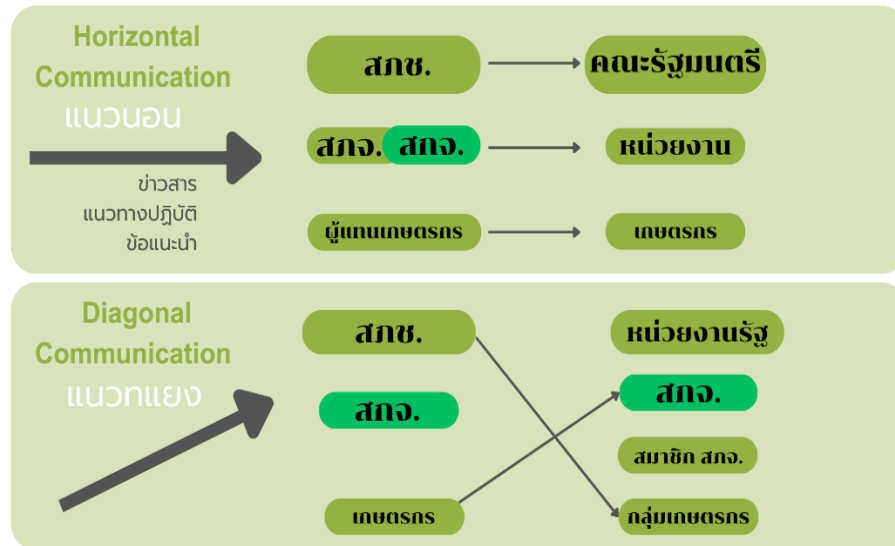 Horizontal
Communication
แนวนอน
ข่าวสาร
แนวทางปฏิบัติ
ข้อแนะนำ
สภช. คณะรัฐมนตรี
สภจ. สกจ. หน่วยงาน
ผู้แทนเกษตรกร เกษตรกร
Diagonal
Communication
แนวทแยง
สภช. หน่วยงานรัฐ
สกจ. สกจ.
สมาชิก สภจ.
เกษตรกร กลุ่มเกษตรกร